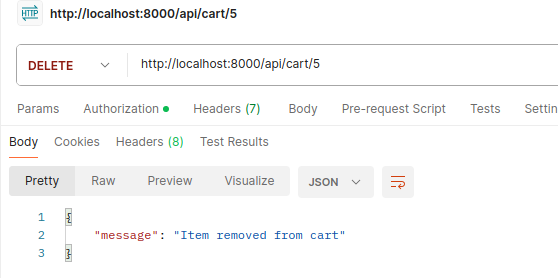 HTTP http://localhost:8000/api/cart/5
DELETE http://localhost:8000/api/cart/5
Params Authorization Headers (7) Body Pre-request Script Tests Settin
Body Cookies Headers (8) Test Results
Pretty Raw Preview Visualize JSON
1 {
2 "message": "Item removed from cart"
3 }